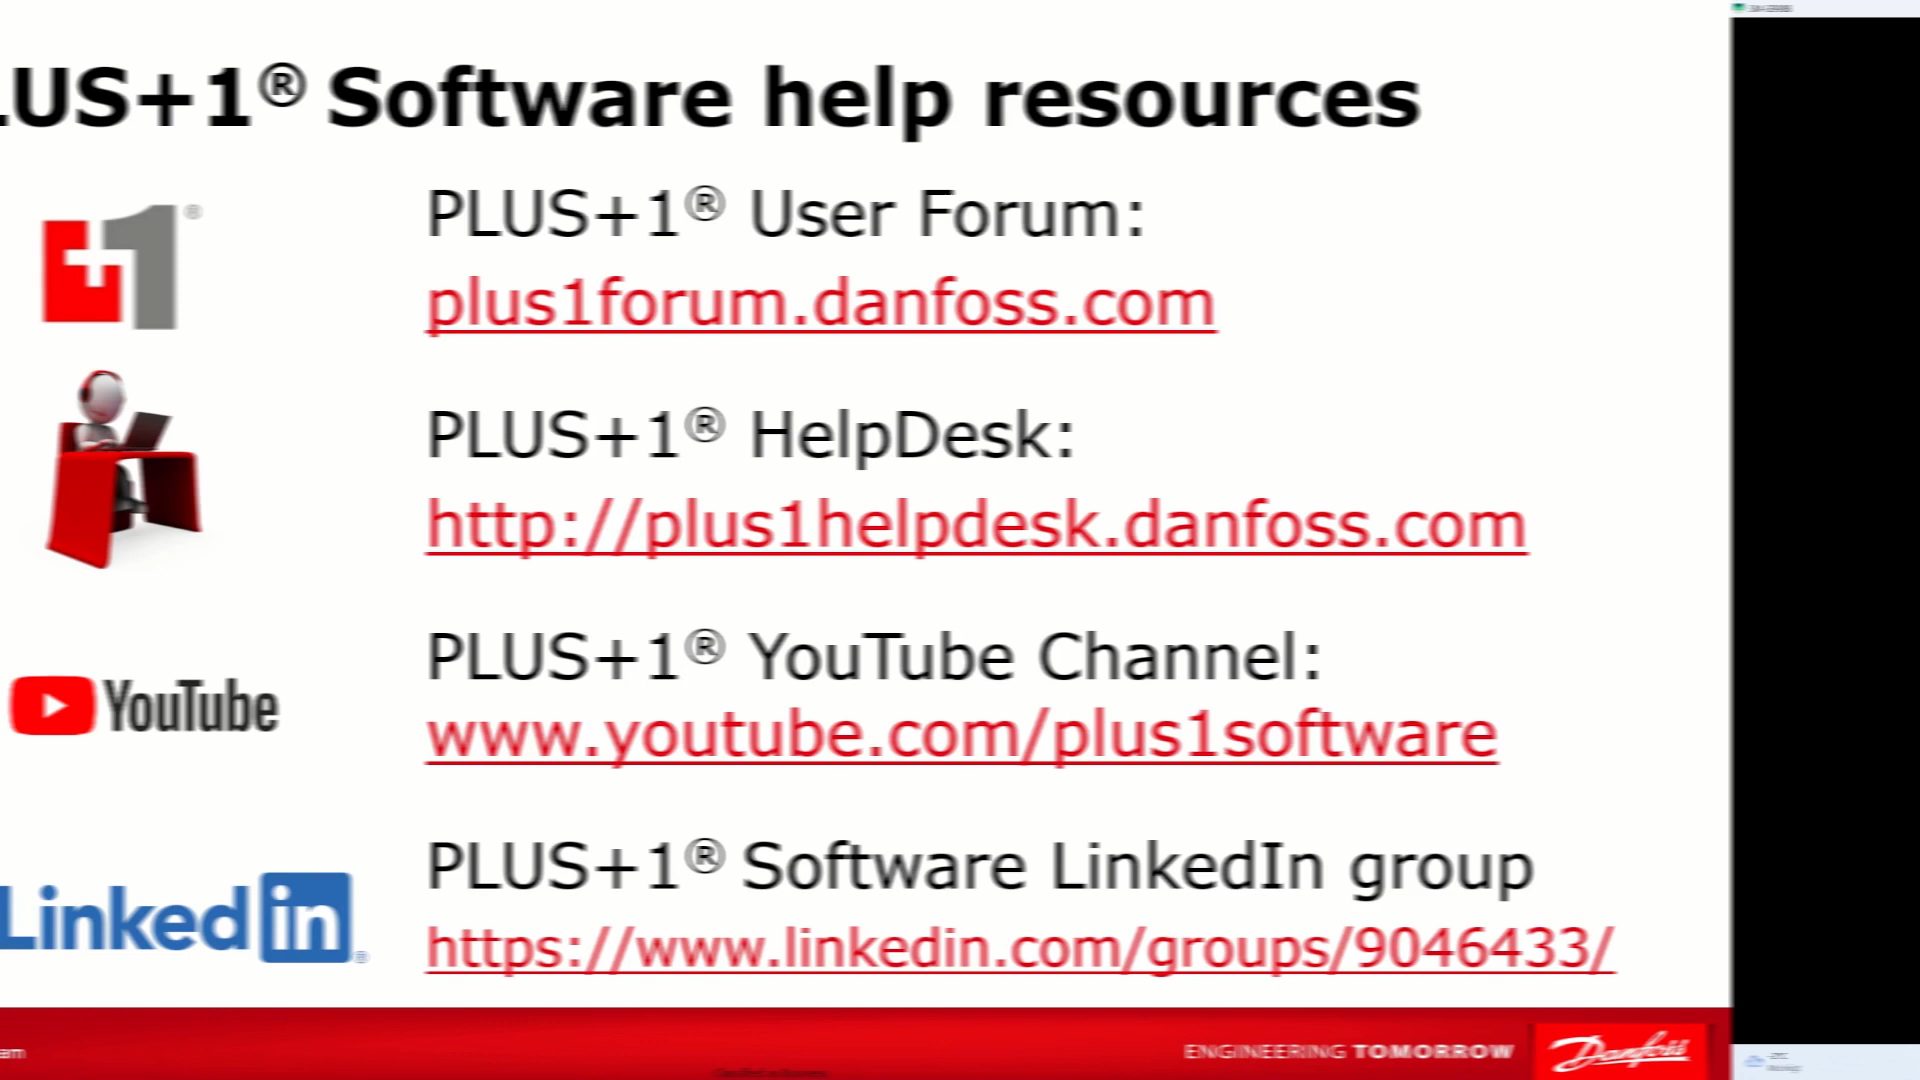 LUS+1® Software help resources
PLUS+1® User Forum:
plus1forum.danfoss.com
PLUS+1® HelpDesk:
http://plus1helpdesk.danfoss.com
YouTube
PLUS+1® YouTube Channel:
www.youtube.com/plus1software
Linked in®
PLUS+1® Software LinkedIn group
https://www.linkedin.com/groups/9046433/
ENGINEERING TOMORROW
Danfoss